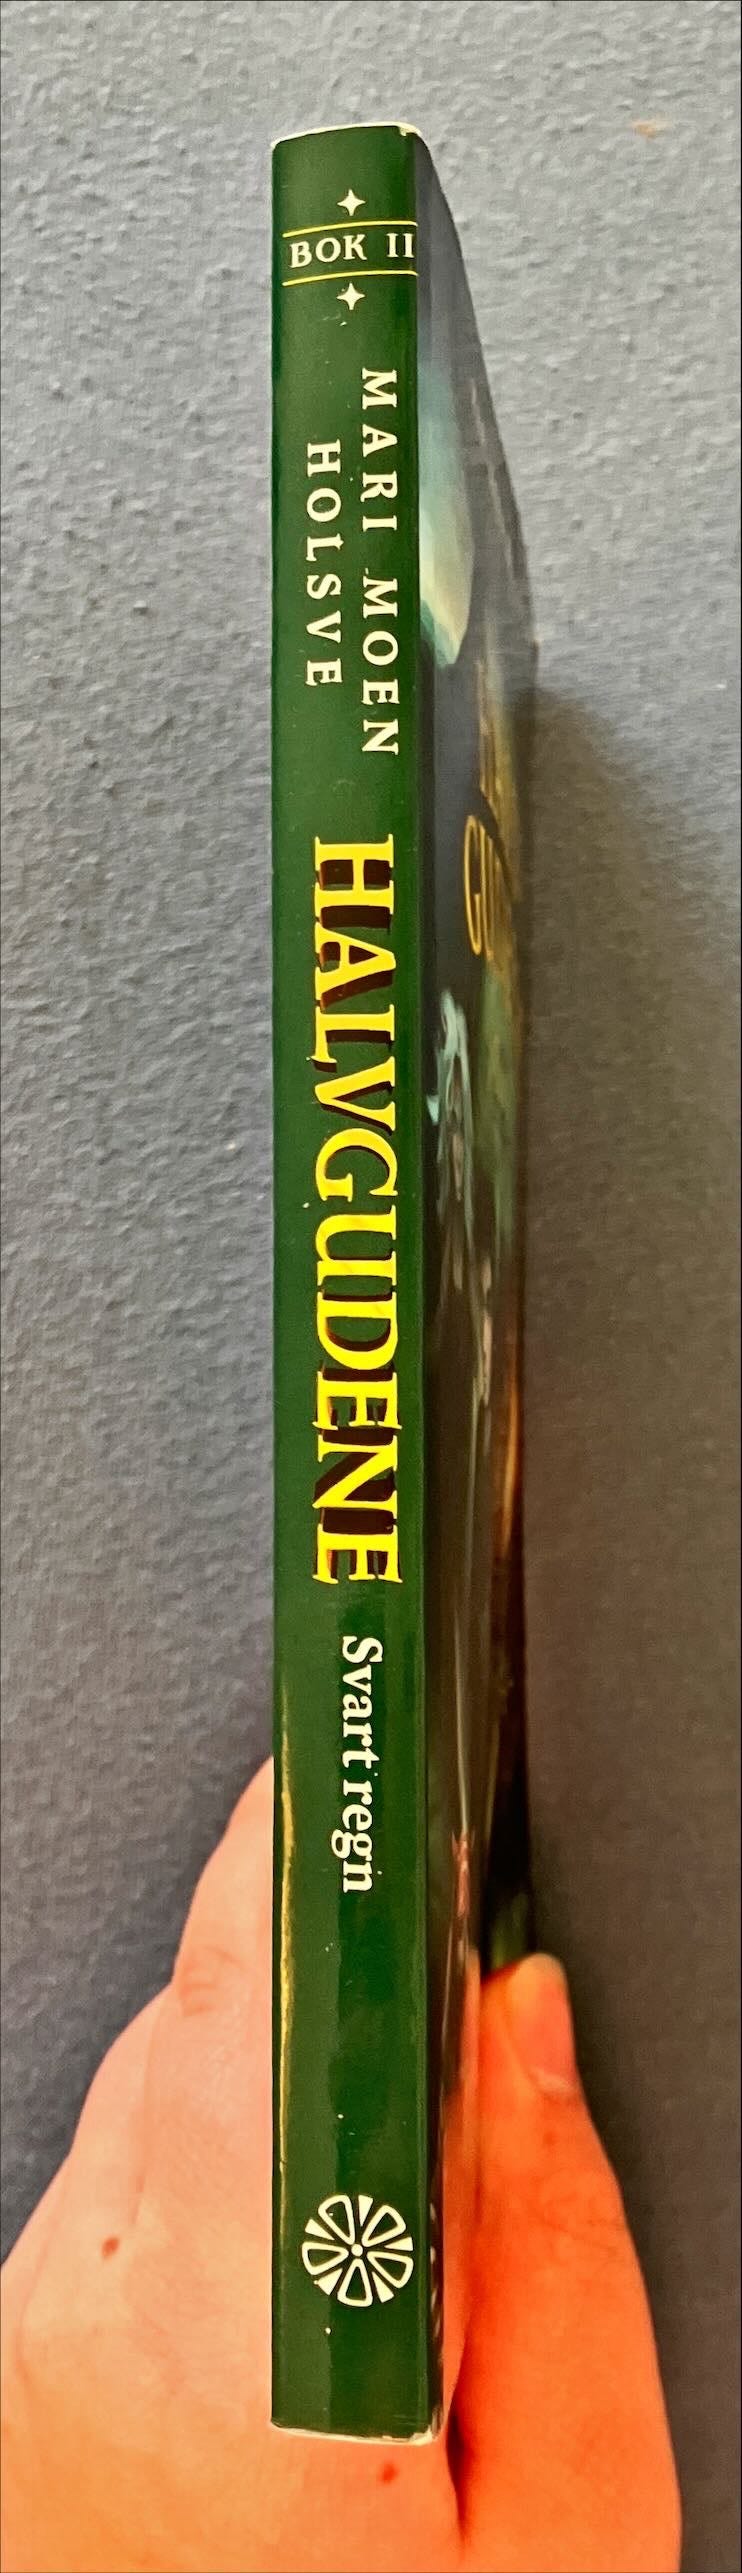 BOK II
MARI MOEN
HOLSVE
HALVGUDENE
Svart regn